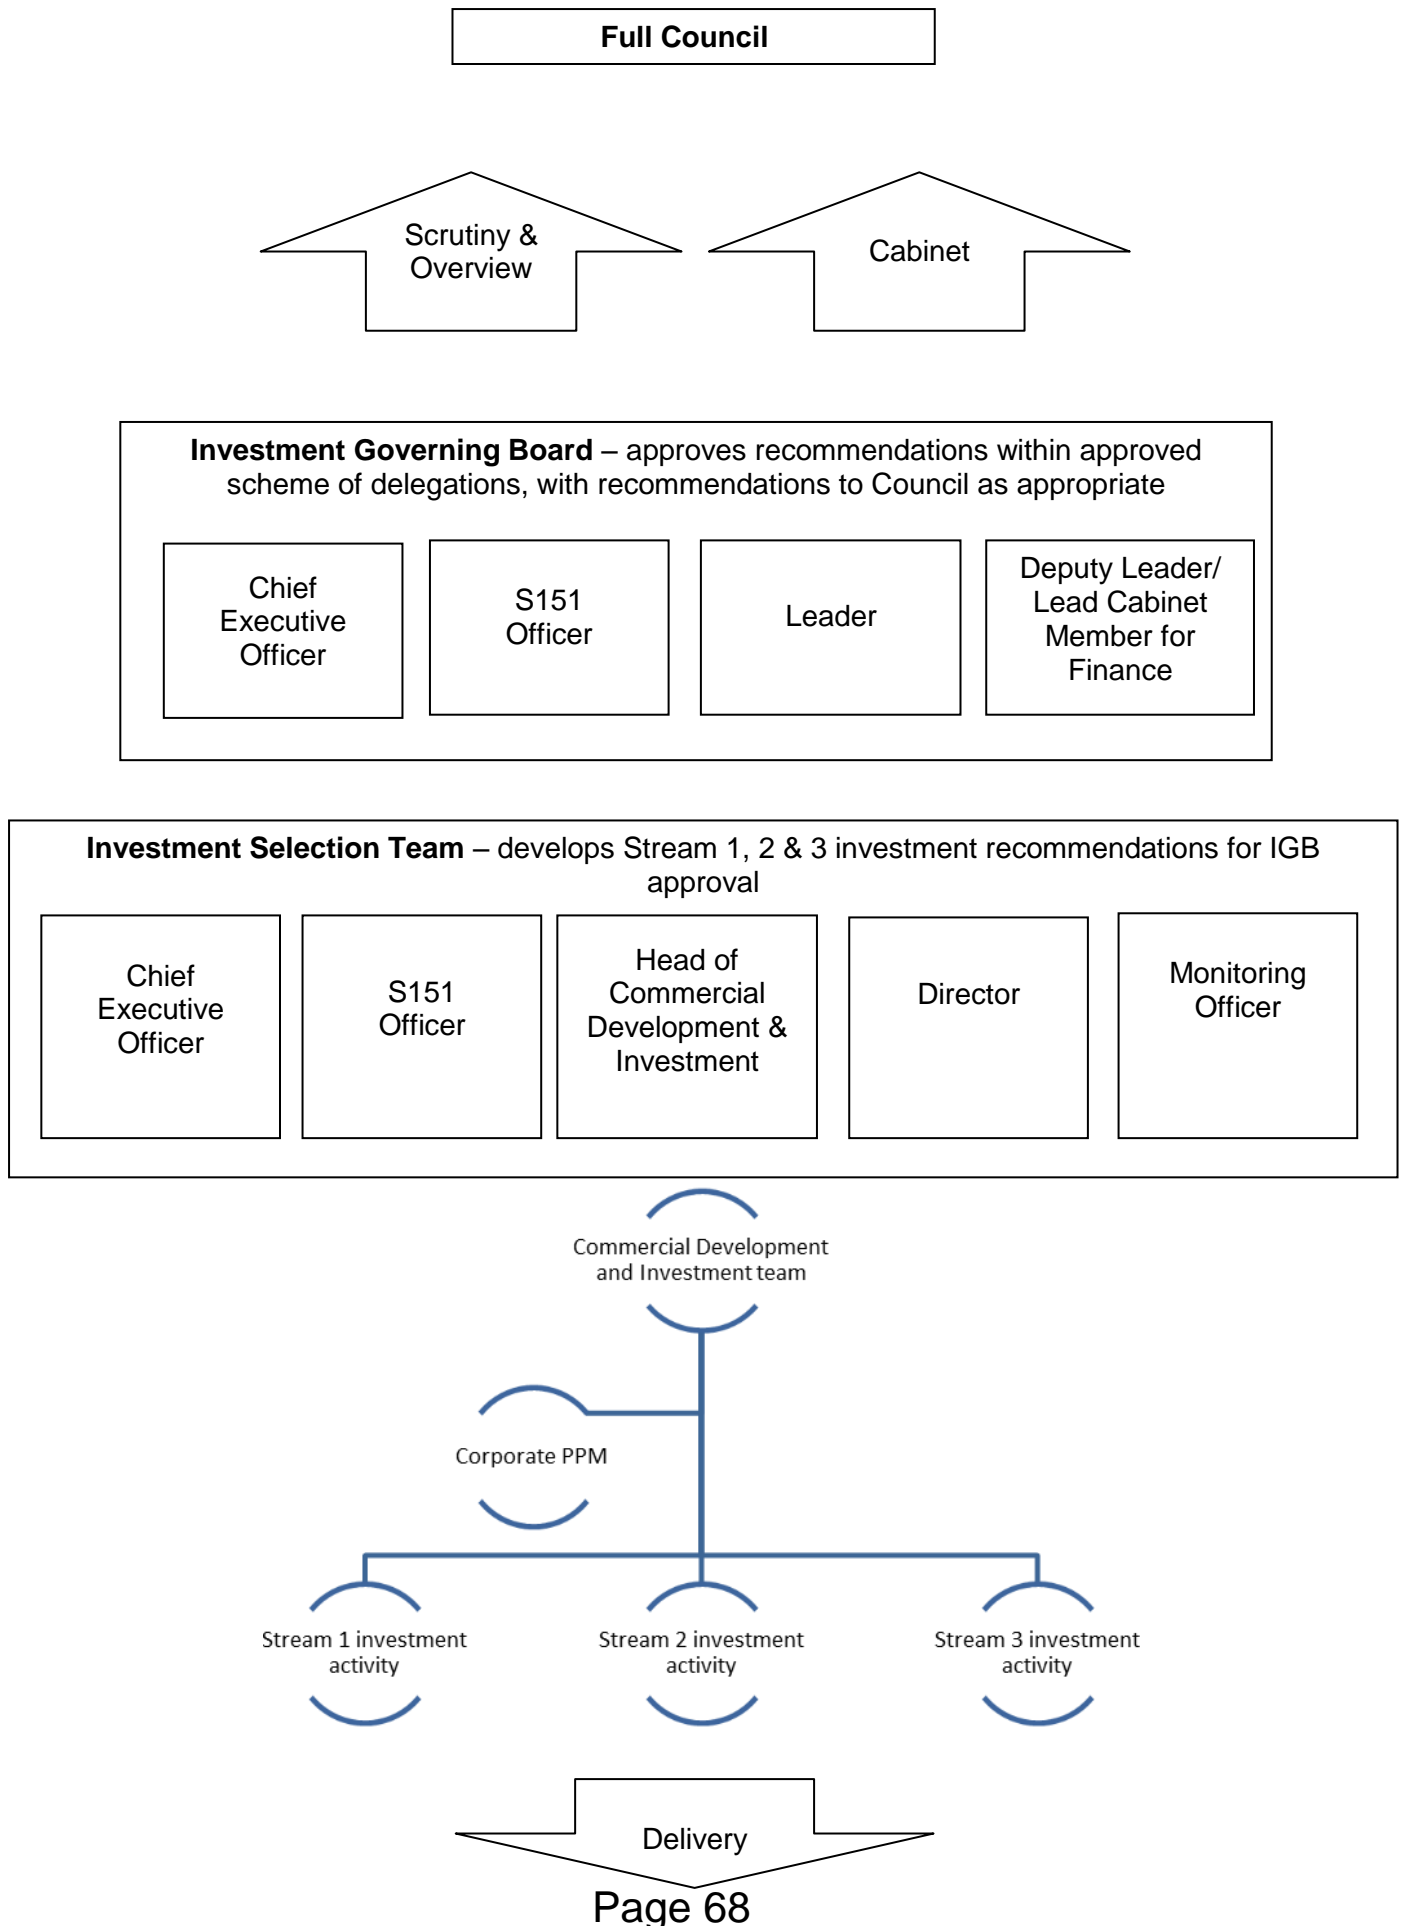 Full Council
Scrutiny &
Overview
Cabinet
Investment Governing Board – approves recommendations within approved
scheme of delegations, with recommendations to Council as appropriate
Chief
Executive
Officer
S151
Officer
Leader
Deputy Leader/
Lead Cabinet
Member for
Finance
Investment Selection Team – develops Stream 1, 2 & 3 investment recommendations for IGB
approval
Chief
Executive
Officer
S151
Officer
Head of
Commercial
Development &
Investment
Director
Monitoring
Officer
Commercial Development
and Investment team
Corporate PPM
Stream 1 investment
activity
Stream 2 investment
activity
Stream 3 investment
activity
Delivery
Page 68